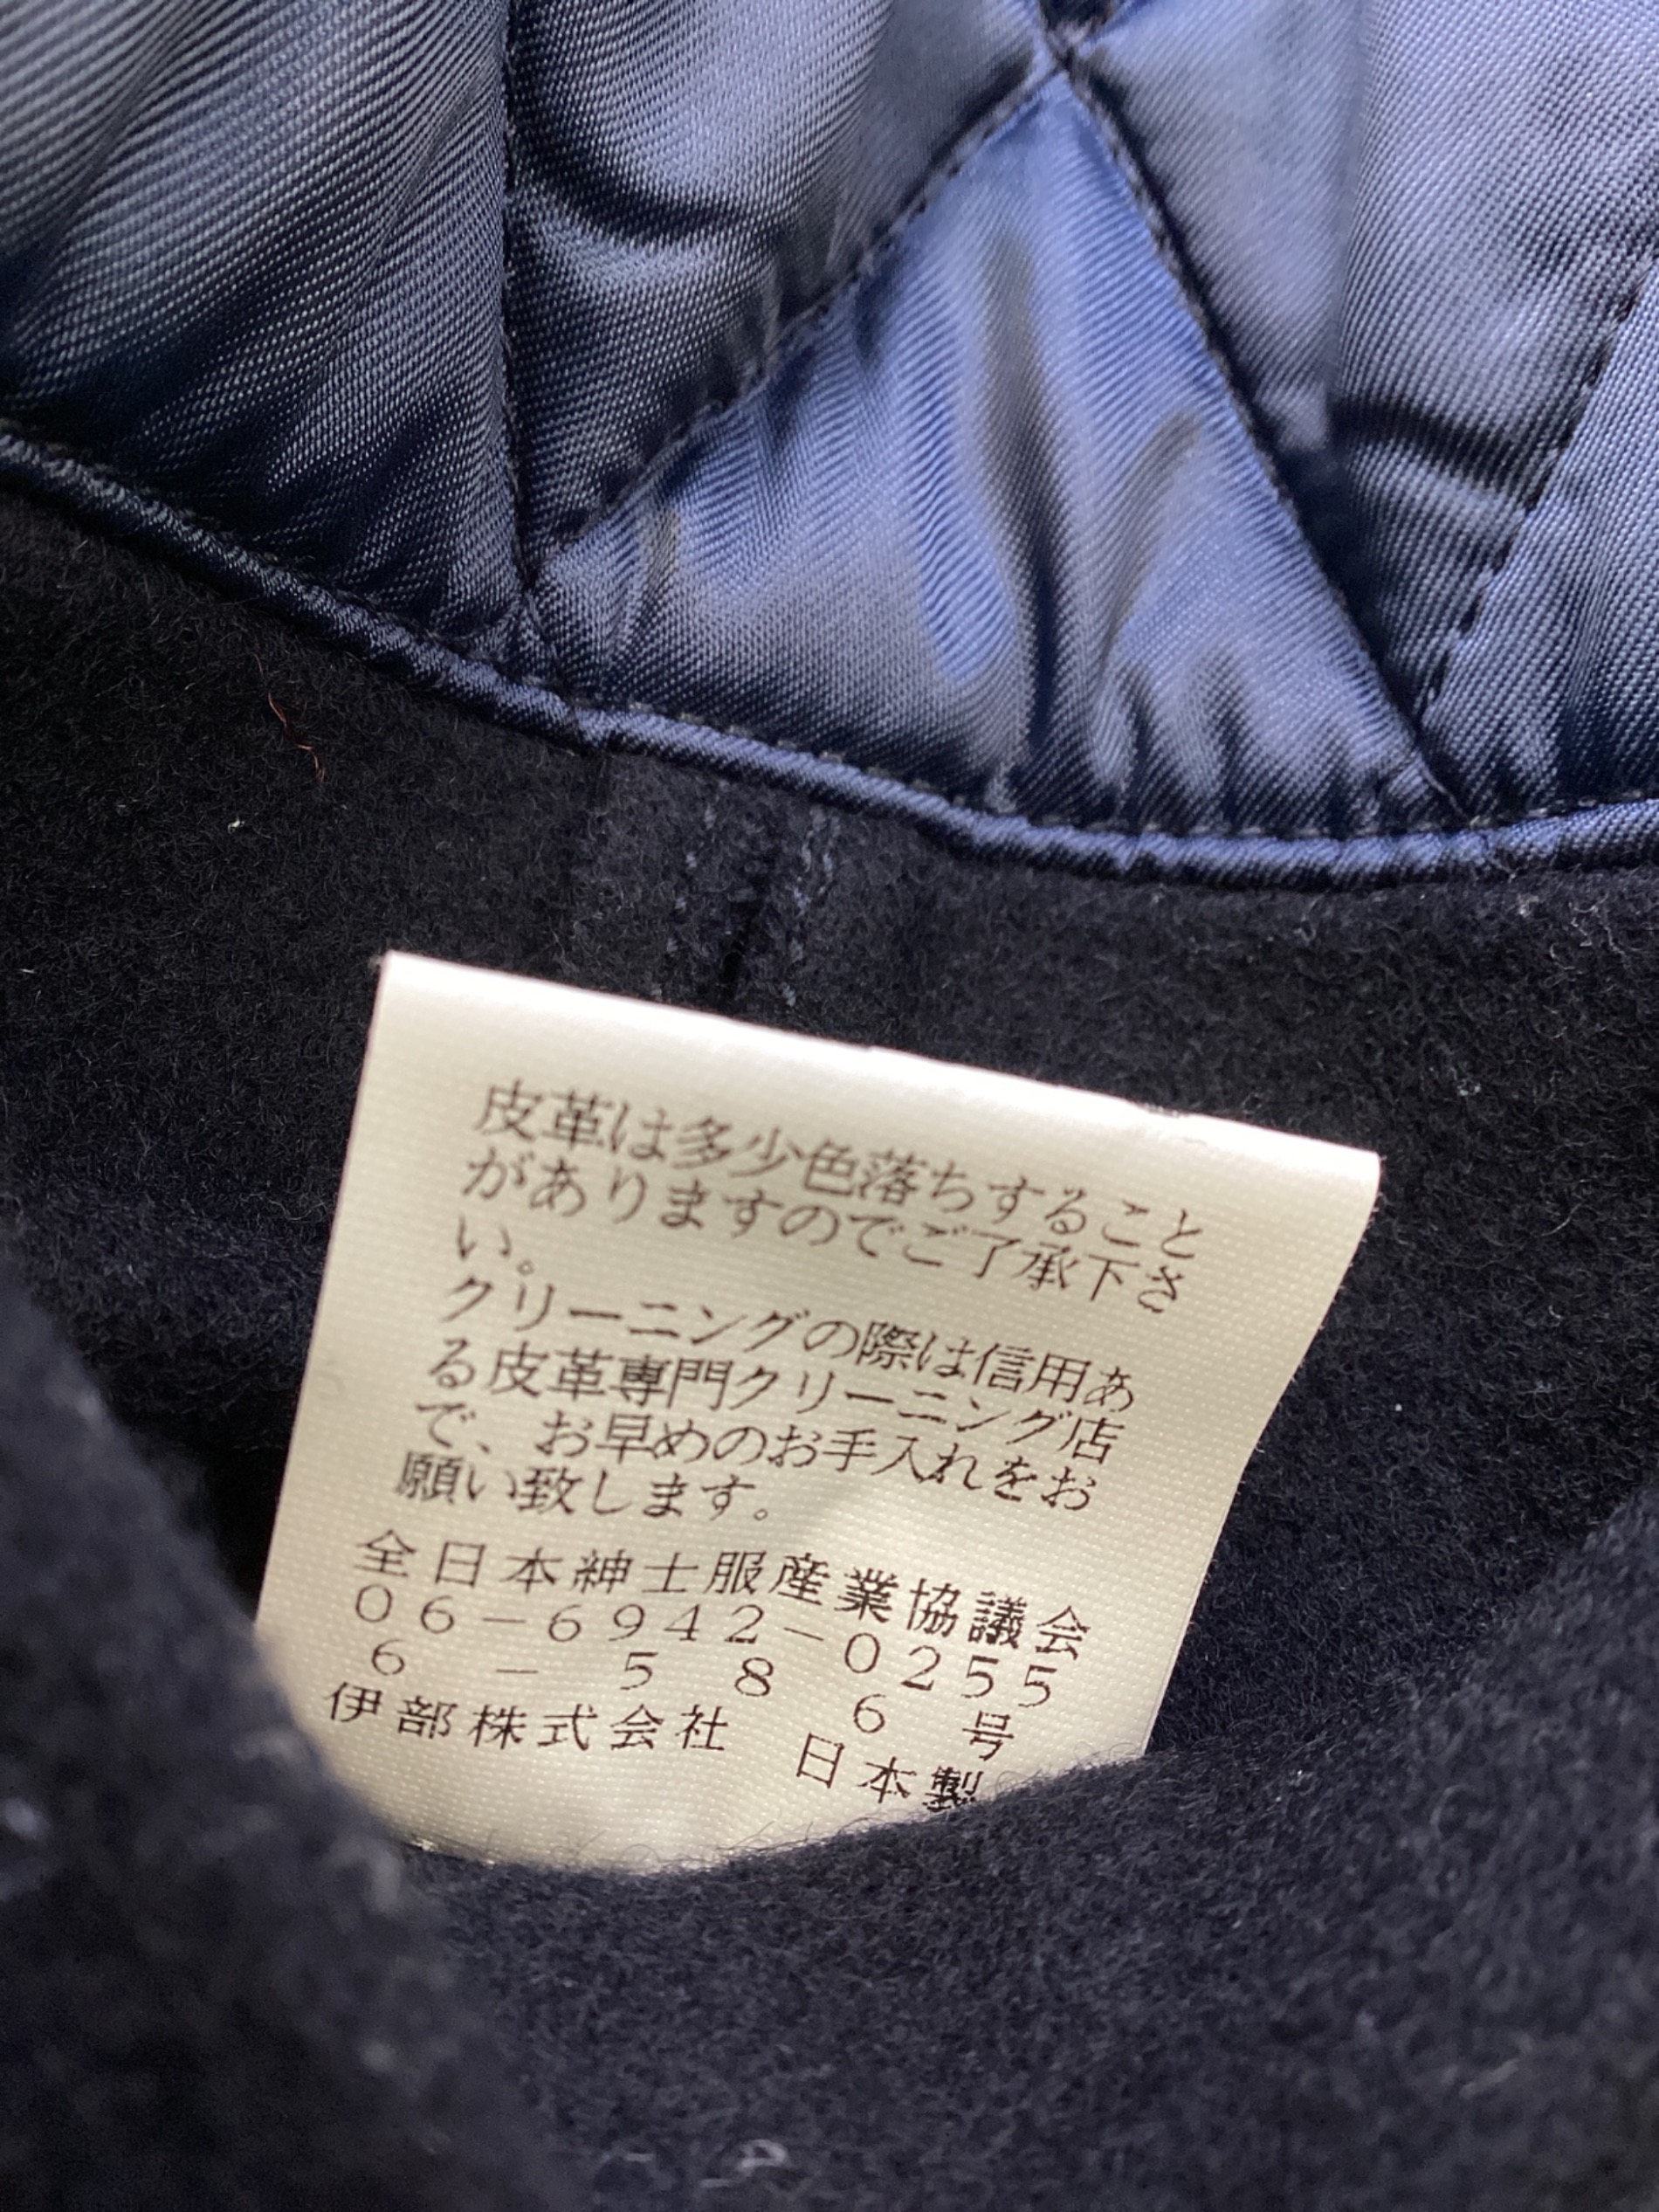 皮革は多少色落ちすること
がありますのでご了承下さ
い。
クリーニングの際は信用あ
る皮革専門クリーニング店
で、お早めのお手入れをお
願い致します。
全日本紳士服産業協議会
06-6942-0255
6-586号
伊部株式会社
日本製